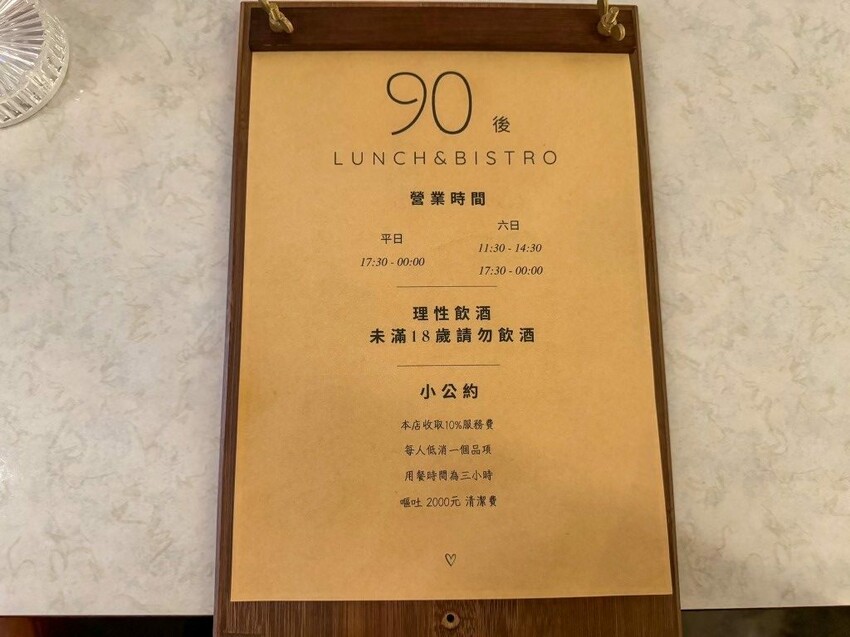 90 後
LUNCH&BISTRO
營業時間
平日
17:30 - 00:00
六日
11:30 - 14:30
17:30 - 00:00
理性飲酒
未滿18歲請勿飲酒
小公約
本店收取10%服務費
每人低消一個品項
用餐時間為三小時
嘔吐 2000元 清潔費